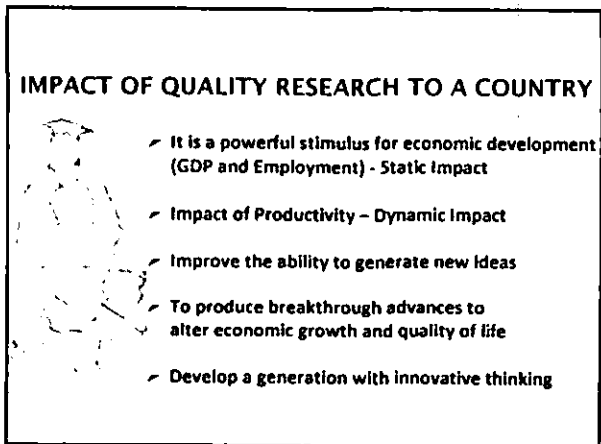 IMPACT OF QUALITY RESEARCH TO A COUNTRY
It is a powerful stimulus for economic development
(GDP and Employment) - Static Impact
Impact of Productivity – Dynamic Impact
Improve the ability to generate new ideas
To produce breakthrough advances to
alter economic growth and quality of life
Develop a generation with innovative thinking